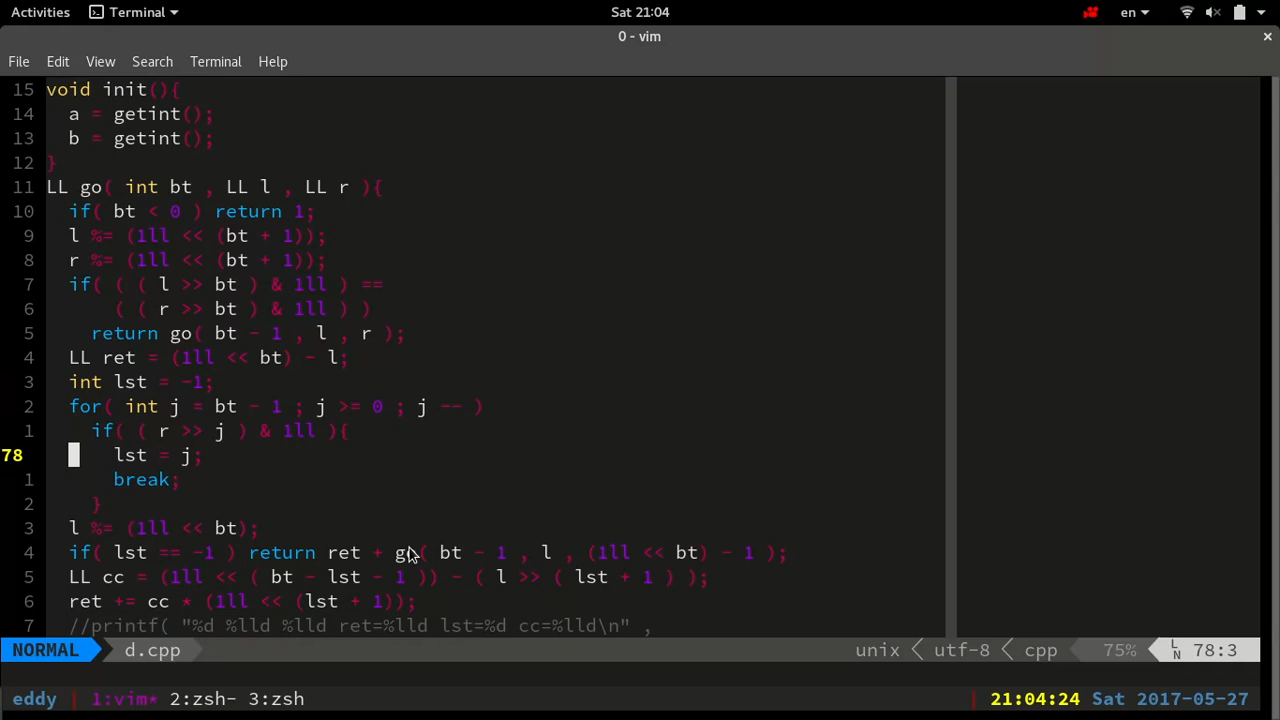 Activities Terminal Sat 21:04 en
0 - vim ×
File Edit View Search Terminal Help
15 void init(){
14   a = getint();
13   b = getint();
12 }
11 LL go( int bt , LL l , LL r ){
10   if( bt < 0 ) return 1;
9   l %= (1ll << (bt + 1));
8   r %= (1ll << (bt + 1));
7   if( ( ( l >> bt ) & 1ll ) ==
6       ( ( r >> bt ) & 1ll ) )
5     return go( bt - 1 , l , r );
4   LL ret = (1ll << bt) - l;
3   int lst = -1;
2   for( int j = bt - 1 ; j >= 0 ; j -- )
1     if( ( r >> j ) & 1ll ){
78       lst = j;
1       break;
2     }
3   l %= (1ll << bt);
4   if( lst == -1 ) return ret + go( bt - 1 , l , (1ll << bt) - 1 );
5   LL cc = (1ll << ( bt - lst - 1 )) - ( l >> ( lst + 1 ) );
6   ret += cc * (1ll << (lst + 1));
7   //printf( "%d %lld %lld ret=%lld lst=%d cc=%lld\n" ,
NORMAL d.cpp unix utf-8 cpp 75% LN 78:3
eddy 1:vim* 2:zsh- 3:zsh 21:04:24 Sat 2017-05-27